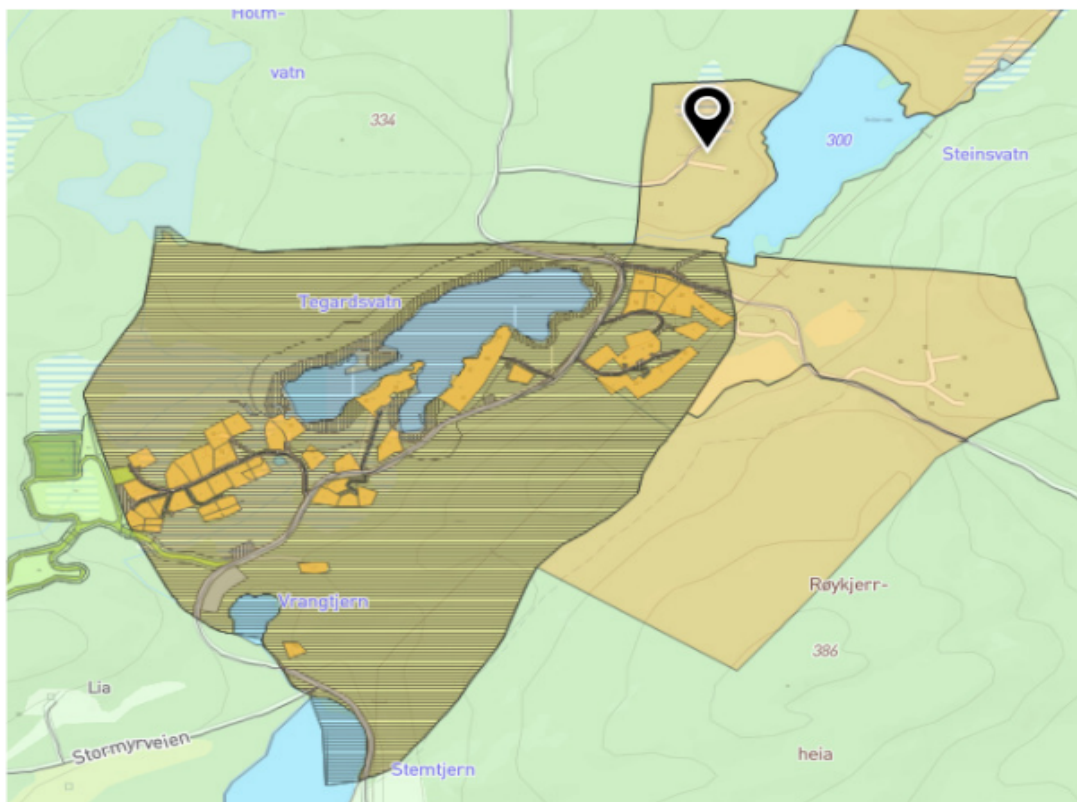 Holm-
vatn
334
300
Steinsvatn
Tegardsvatn
Røykjerr-
Vrangtjern
386
Lia
Stormyrveien
heia
Stemtjern